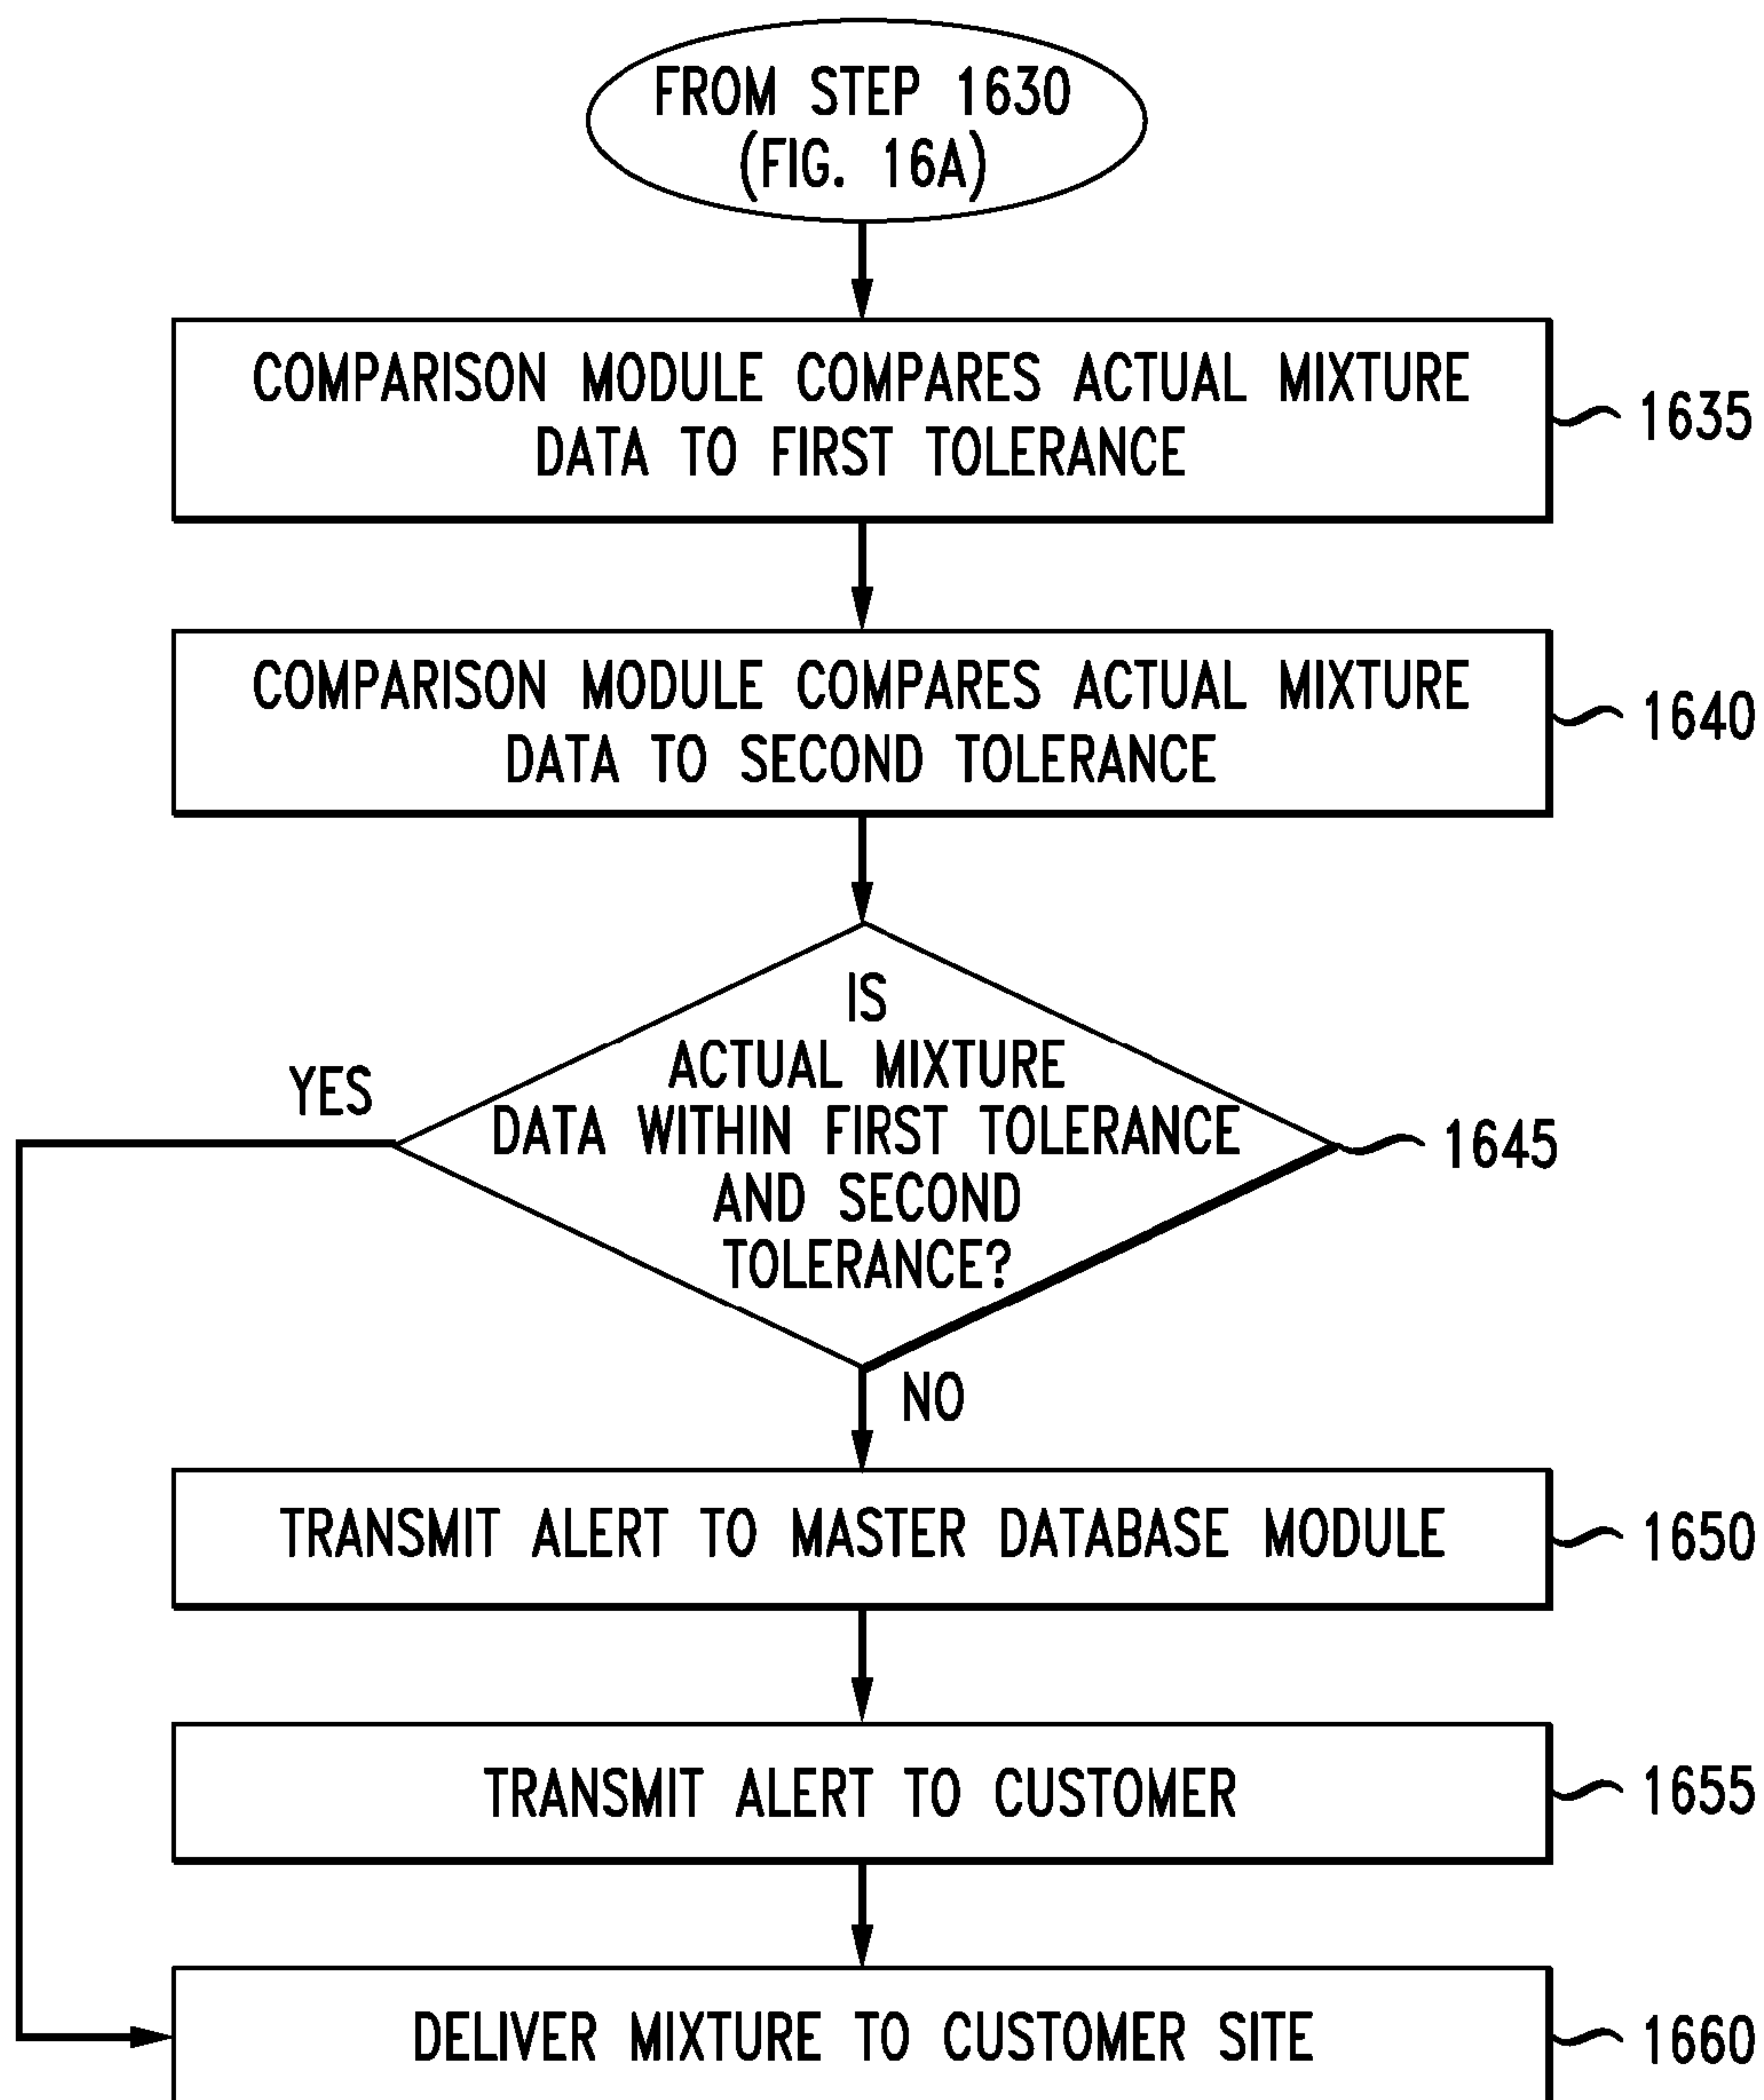 FROM STEP 1630
(FIG. 16A)
COMPARISON MODULE COMPARES ACTUAL MIXTURE
DATA TO FIRST TOLERANCE
1635
COMPARISON MODULE COMPARES ACTUAL MIXTURE
DATA TO SECOND TOLERANCE
1640
IS
ACTUAL MIXTURE
DATA WITHIN FIRST TOLERANCE
AND SECOND
TOLERANCE?
YES
1645
NO
TRANSMIT ALERT TO MASTER DATABASE MODULE
1650
TRANSMIT ALERT TO CUSTOMER
1655
DELIVER MIXTURE TO CUSTOMER SITE
1660